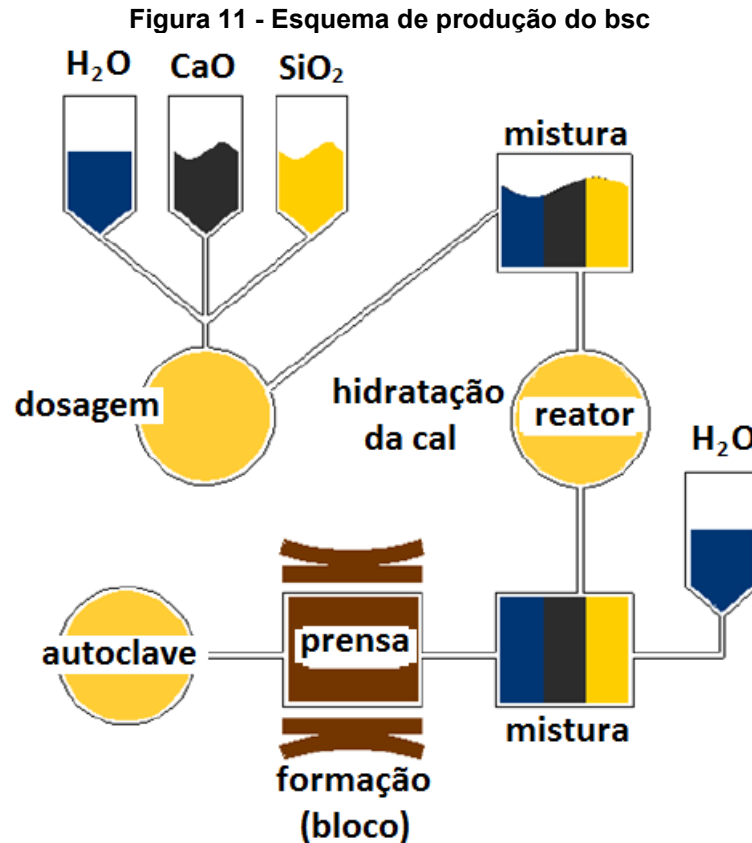 Figura 11 - Esquema de produção do bsc
H₂O CaO SiO₂
mistura
dosagem
hidratação
da cal
reator
H₂O
autoclave
prensa
mistura
formação
(bloco)